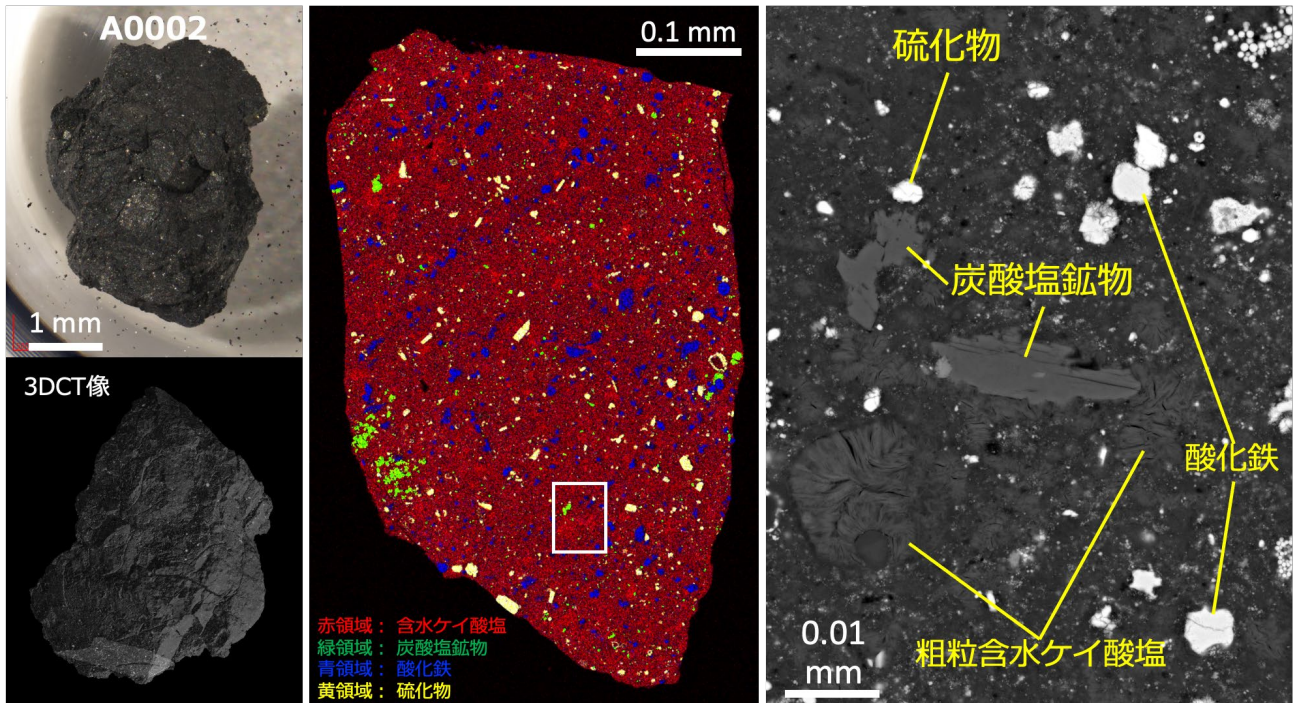 A0002
1 mm
3DCT像
0.1 mm
赤領域： 含水ケイ酸塩
緑領域： 炭酸塩鉱物
青領域： 酸化鉄
黄領域： 硫化物
硫化物
炭酸塩鉱物
酸化鉄
粗粒含水ケイ酸塩
0.01
mm